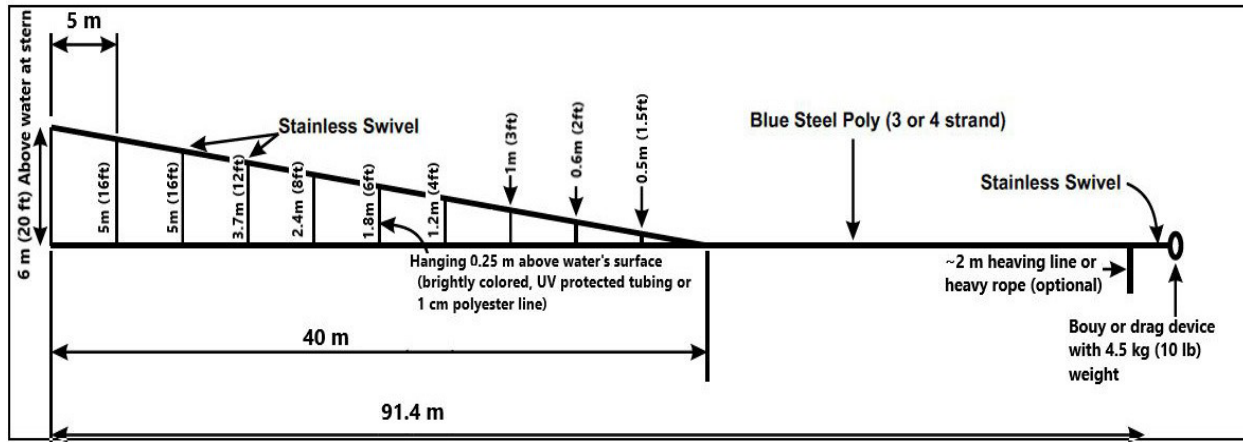 5 m
6 m (20 ft) Above water at stern
Stainless Swivel
5m (16ft)
5m (16ft)
3.7m (12ft)
2.4m (8ft)
1.8m (6ft)
1.2m (4ft)
1m (3ft)
0.6m (2ft)
0.5m (1.5ft)
Blue Steel Poly (3 or 4 strand)
Stainless Swivel
Hanging 0.25 m above water's surface
(brightly colored, UV protected tubing or
1 cm polyester line)
~2 m heaving line or
heavy rope (optional)
Bouy or drag device
with 4.5 kg (10 lb)
weight
40 m
91.4 m